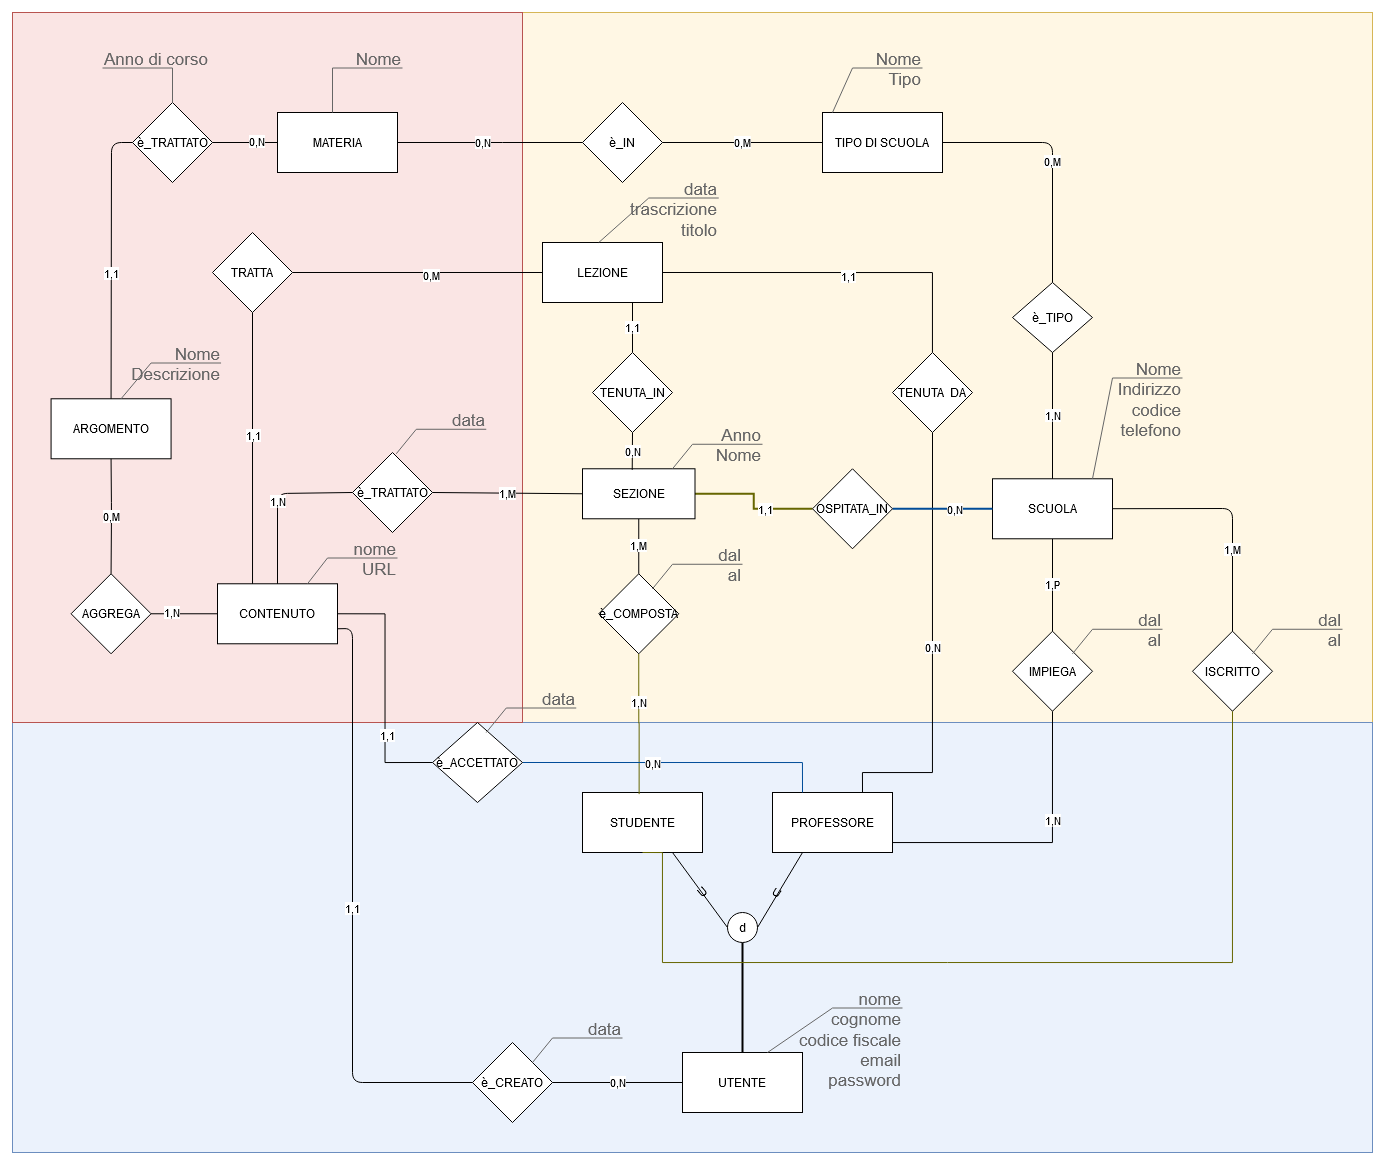 Anno di corso
Nome
Nome
Tipo
è_TRATTATO
0,N
MATERIA
0,N
è_IN
0,M
TIPO DI SCUOLA
0,M
data
trascrizione
titolo
1,1
TRATTA
0,M
LEZIONE
1,1
1,1
è_TIPO
Nome
Descrizione
TENUTA_IN
TENUTA DA
Nome
Indirizzo
codice
telefono
1,N
ARGOMENTO
1,1
data
0,N
Anno
Nome
è_TRATTATO
1,N
1,M
SEZIONE
1,1
OSPITATA_IN
0,N
SCUOLA
0,M
1,M
1,M
nome
URL
dal
al
1,P
AGGREGA
1,N
CONTENUTO
è_COMPOSTA
0,N
dal
al
dal
al
IMPIEGA
ISCRITTO
data
1,N
1,1
è_ACCETTATO
0,N
STUDENTE
PROFESSORE
1,N
U
U
1,1
d
nome
cognome
codice fiscale
email
password
data
è_CREATO
0,N
UTENTE